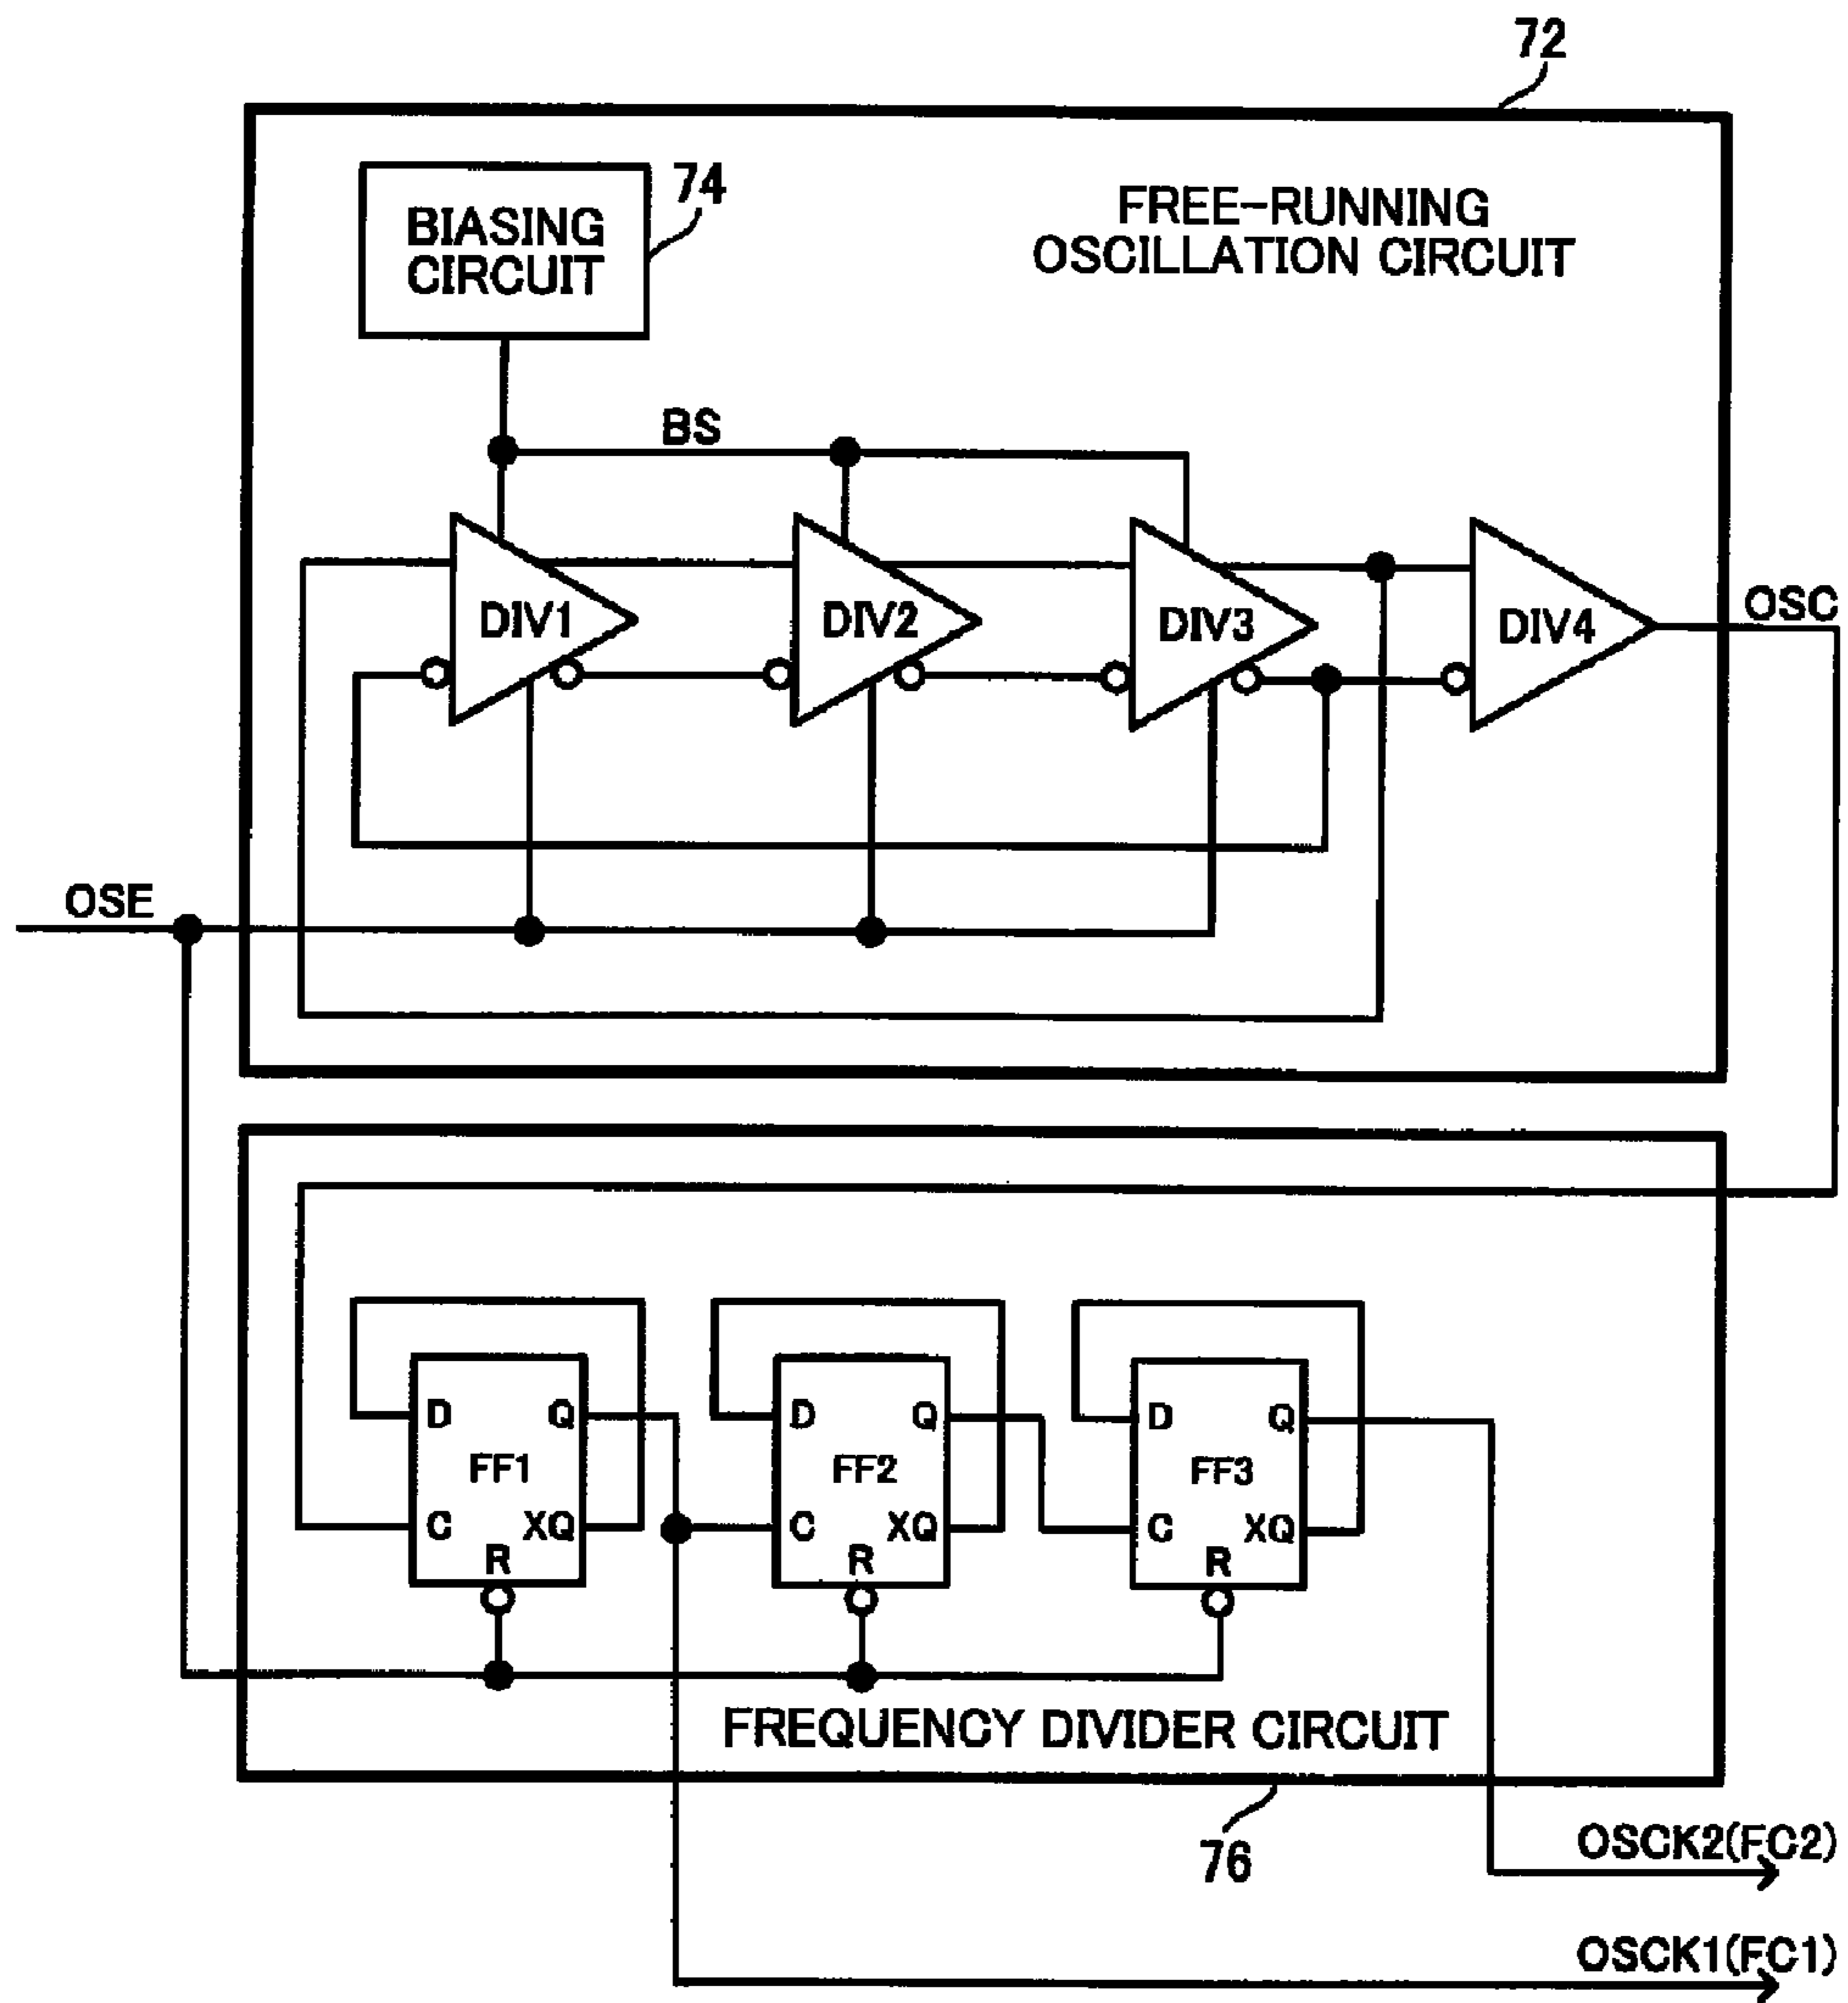 72
BIASING
CIRCUIT
74
FREE-RUNNING
OSCILLATION CIRCUIT
BS
DIV1
DIV2
DIV3
DIV4
OSC
OSE
D
Q
FF1
C
XQ
R
D
Q
FF2
C
XQ
R
D
Q
FF3
C
XQ
R
FREQUENCY DIVIDER CIRCUIT
76
OSCK2(FC2)
OSCK1(FC1)